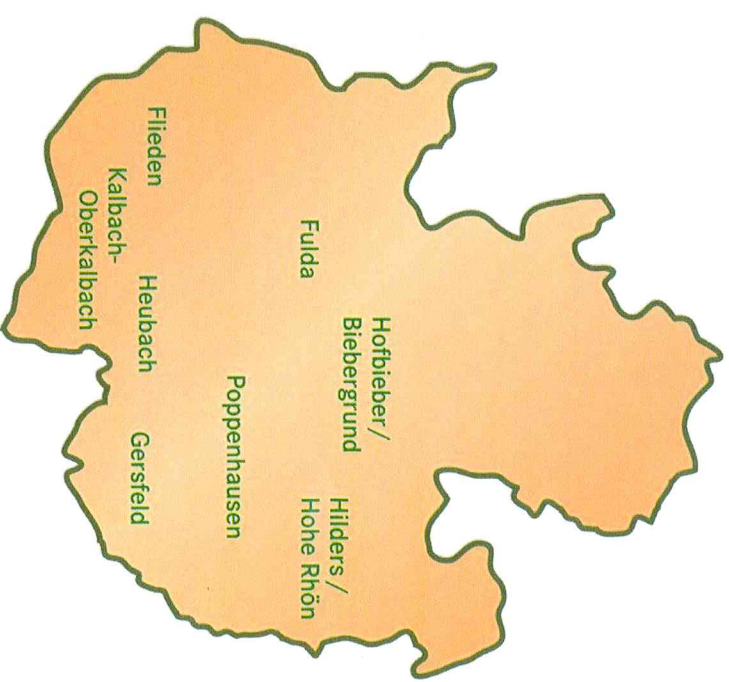 Hofbieber/
Biebergrund
Hilders/
Hohe Rhön
Fulda
Poppenhausen
Flieden
Heubach
Gersfeld
Kalbach-
Oberkalbach